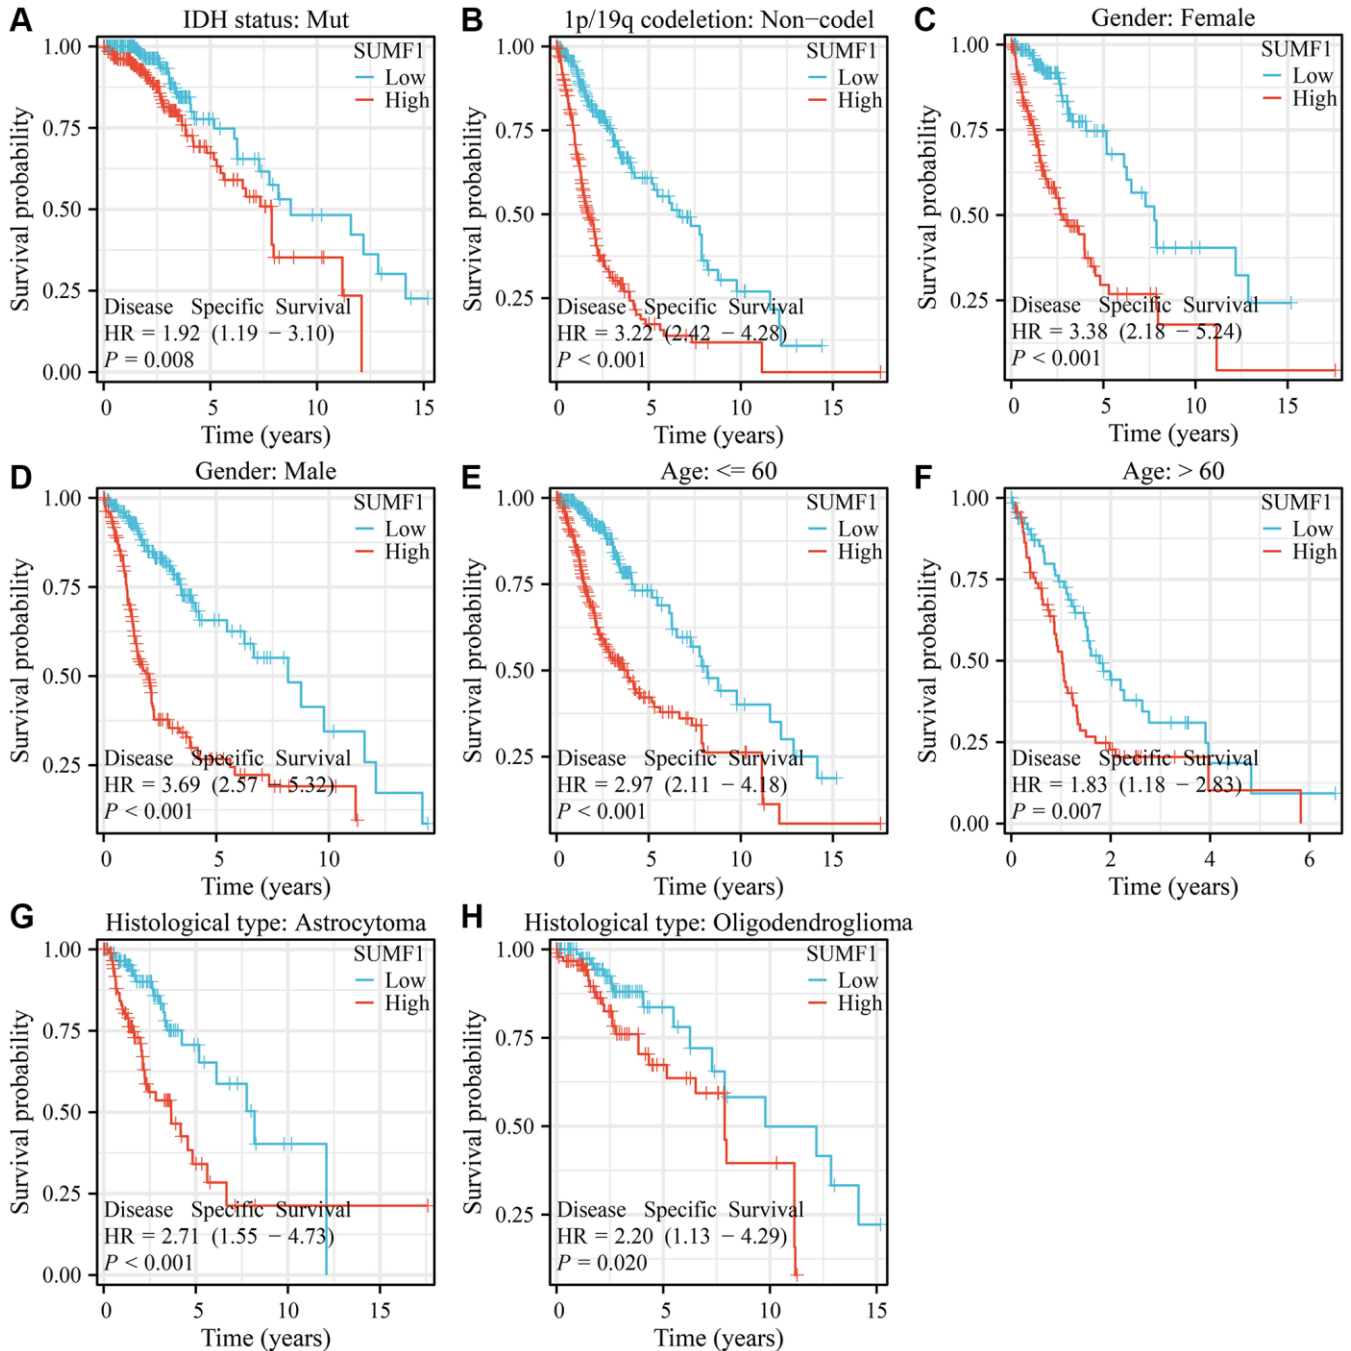 A
IDH status: Mut
SUMF1
Low
High
1.00
0.75
0.50
0.25
0.00
Survival probability
Disease Specific Survival
HR = 1.92 (1.19 − 3.10)
P = 0.008
0 5 10 15
Time (years)
B
1p/19q codeletion: Non−codel
SUMF1
Low
High
1.00
0.75
0.50
0.25
Survival probability
Disease Specific Survival
HR = 3.22 (2.42 − 4.28)
P < 0.001
0 5 10 15
Time (years)
C
Gender: Female
SUMF1
Low
High
1.00
0.75
0.50
0.25
Survival probability
Disease Specific Survival
HR = 3.38 (2.18 − 5.24)
P < 0.001
0 5 10 15
Time (years)
D
Gender: Male
SUMF1
Low
High
1.00
0.75
0.50
0.25
Survival probability
Disease Specific Survival
HR = 3.69 (2.57 − 5.32)
P < 0.001
0 5 10
Time (years)
E
Age: <= 60
SUMF1
Low
High
1.00
0.75
0.50
0.25
Survival probability
Disease Specific Survival
HR = 2.97 (2.11 − 4.18)
P < 0.001
0 5 10 15
Time (years)
F
Age: > 60
SUMF1
Low
High
1.00
0.75
0.50
0.25
0.00
Survival probability
Disease Specific Survival
HR = 1.83 (1.18 − 2.83)
P = 0.007
0 2 4 6
Time (years)
G
Histological type: Astrocytoma
SUMF1
Low
High
1.00
0.75
0.50
0.25
0.00
Survival probability
Disease Specific Survival
HR = 2.71 (1.55 − 4.73)
P < 0.001
0 5 10 15
Time (years)
H
Histological type: Oligodendroglioma
SUMF1
Low
High
1.00
0.75
0.50
0.25
Survival probability
Disease Specific Survival
HR = 2.20 (1.13 − 4.29)
P = 0.020
0 5 10 15
Time (years)